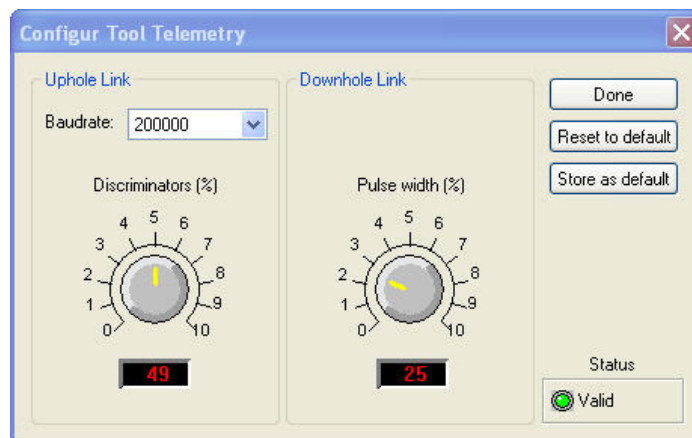 Configur Tool Telemetry
Uphole Link
Baudrate: 200000
Discriminators (%)
0 1 2 3 4 5 6 7 8 9 10
49
Downhole Link
Pulse width (%)
0 1 2 3 4 5 6 7 8 9 10
25
Done
Reset to default
Store as default
Status
Valid